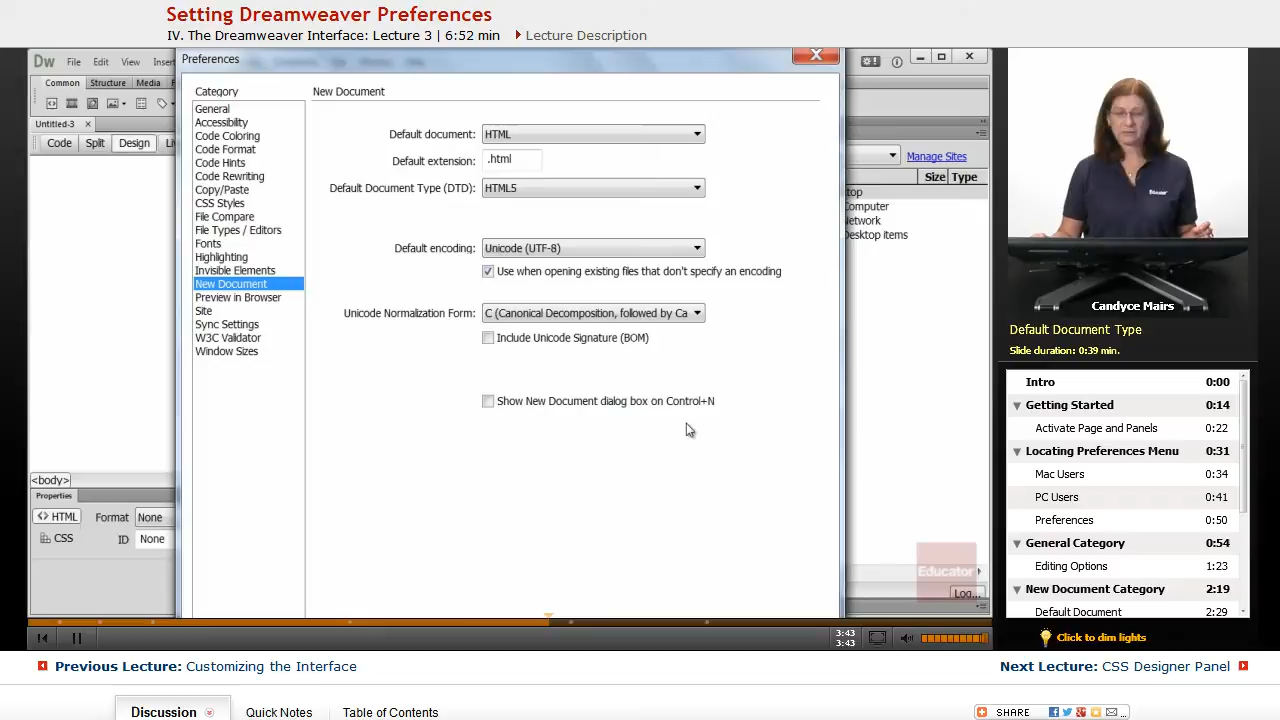 Setting Dreamweaver Preferences
IV. The Dreamweaver Interface: Lecture 3 | 6:52 min
Lecture Description
Dw File Edit View Insert
Common Structure Media
Untitled-3
Code Split Design
<body>
Properties
<> HTML Format None
CSS ID None
Preferences
Category
General
Accessibility
Code Coloring
Code Format
Code Hints
Code Rewriting
Copy/Paste
CSS Styles
File Compare
File Types / Editors
Fonts
Highlighting
Invisible Elements
New Document
Preview in Browser
Site
Sync Settings
W3C Validator
Window Sizes
New Document
Default document: HTML
Default extension: .html
Default Document Type (DTD): HTML5
Default encoding: Unicode (UTF-8)
Use when opening existing files that don't specify an encoding
Unicode Normalization Form: C (Canonical Decomposition, followed by Ca
Include Unicode Signature (BOM)
Show New Document dialog box on Control+N
Manage Sites
Size Type
top
Computer
Network
Desktop items
Educator
Log...
3:43
3:43
Educator
Candyce Mairs
Default Document Type
Slide duration: 0:39 min.
Intro 0:00
Getting Started 0:14
Activate Page and Panels 0:22
Locating Preferences Menu 0:31
Mac Users 0:34
PC Users 0:41
Preferences 0:50
General Category 0:54
Editing Options 1:23
New Document Category 2:19
Default Document 2:29
Click to dim lights
Previous Lecture: Customizing the Interface
Next Lecture: CSS Designer Panel
Discussion Quick Notes Table of Contents
SHARE